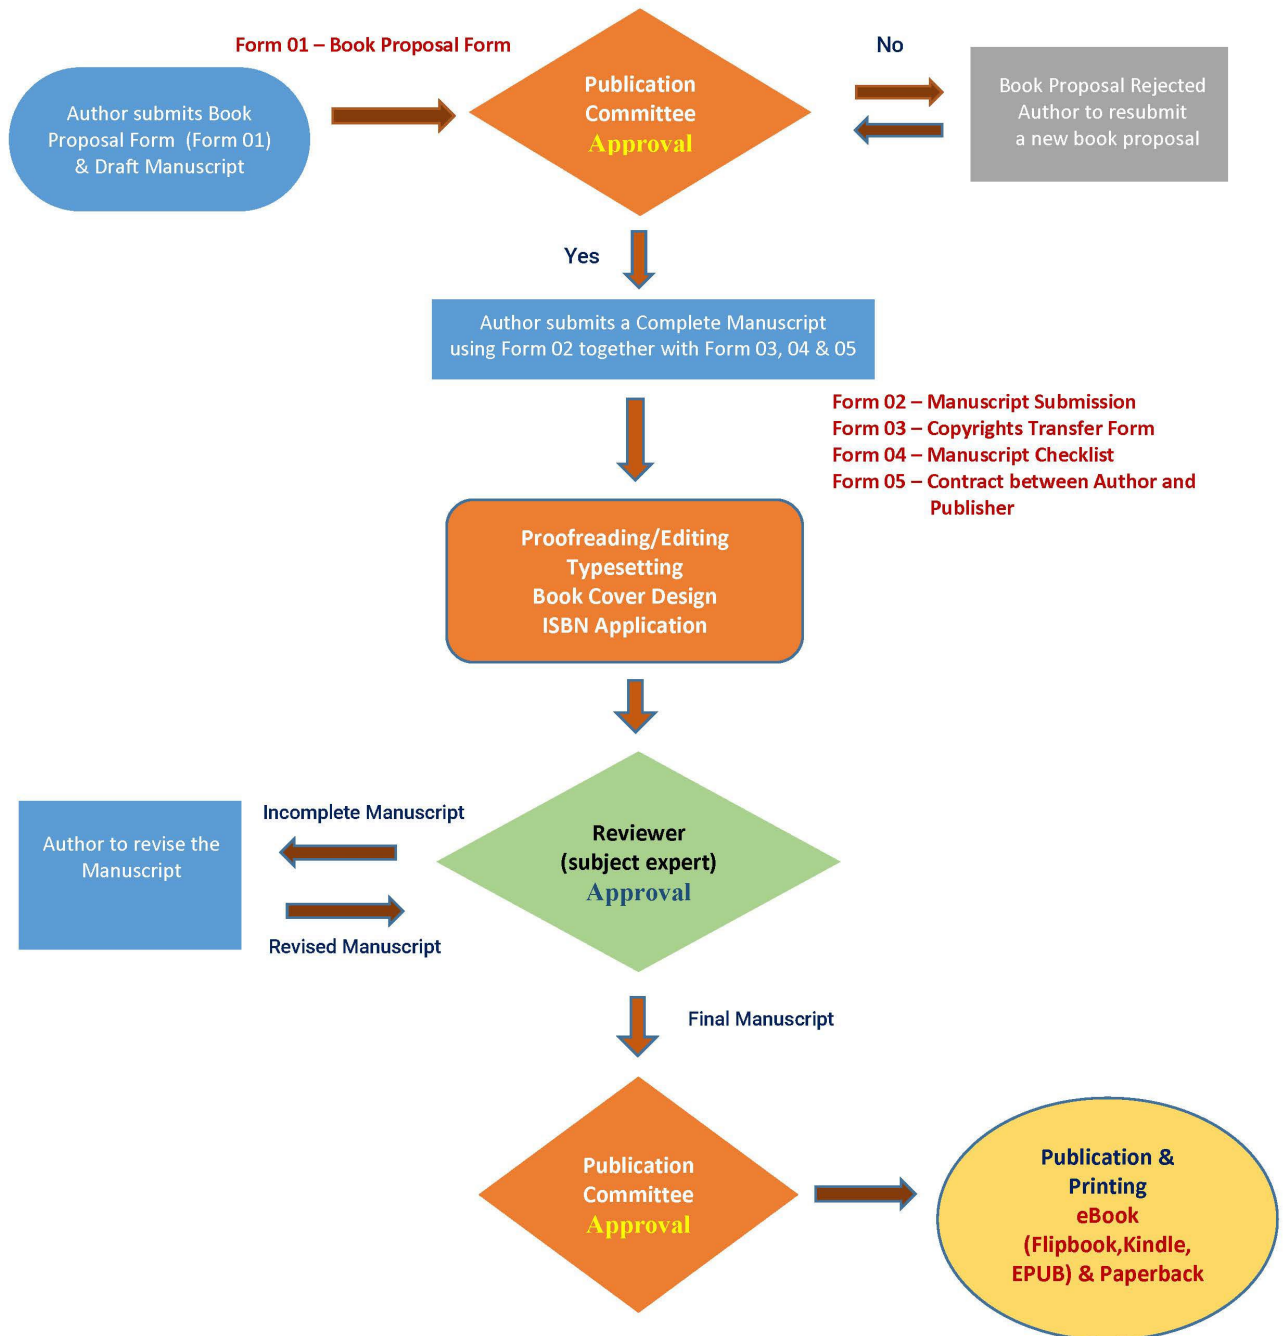 Form 01 – Book Proposal Form
Author submits Book
Proposal Form  (Form 01)
& Draft Manuscript
Publication
Committee
Approval
No
Book Proposal Rejected
Author to resubmit
a new book proposal
Yes
Author submits a Complete Manuscript
using Form 02 together with Form 03, 04 & 05
Form 02 – Manuscript Submission
Form 03 – Copyrights Transfer Form
Form 04 – Manuscript Checklist
Form 05 – Contract between Author and
Publisher
Proofreading/Editing
Typesetting
Book Cover Design
ISBN Application
Author to revise the
Manuscript
Incomplete Manuscript
Revised Manuscript
Reviewer
(subject expert)
Approval
Final Manuscript
Publication
Committee
Approval
Publication &
Printing
eBook
(Flipbook,Kindle,
EPUB) & Paperback